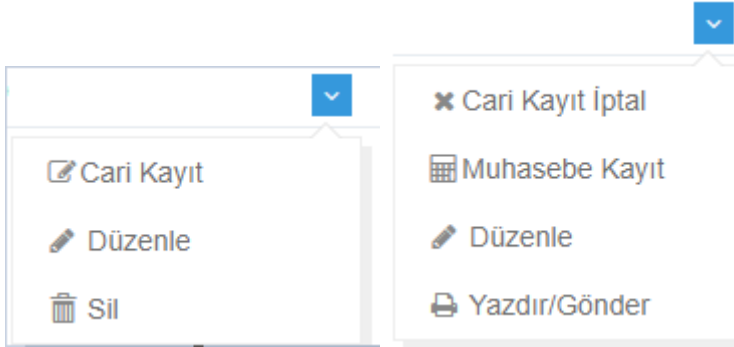 Cari Kayıt
Düzenle
Sil
Cari Kayıt İptal
Muhasebe Kayıt
Düzenle
Yazdır/Gönder